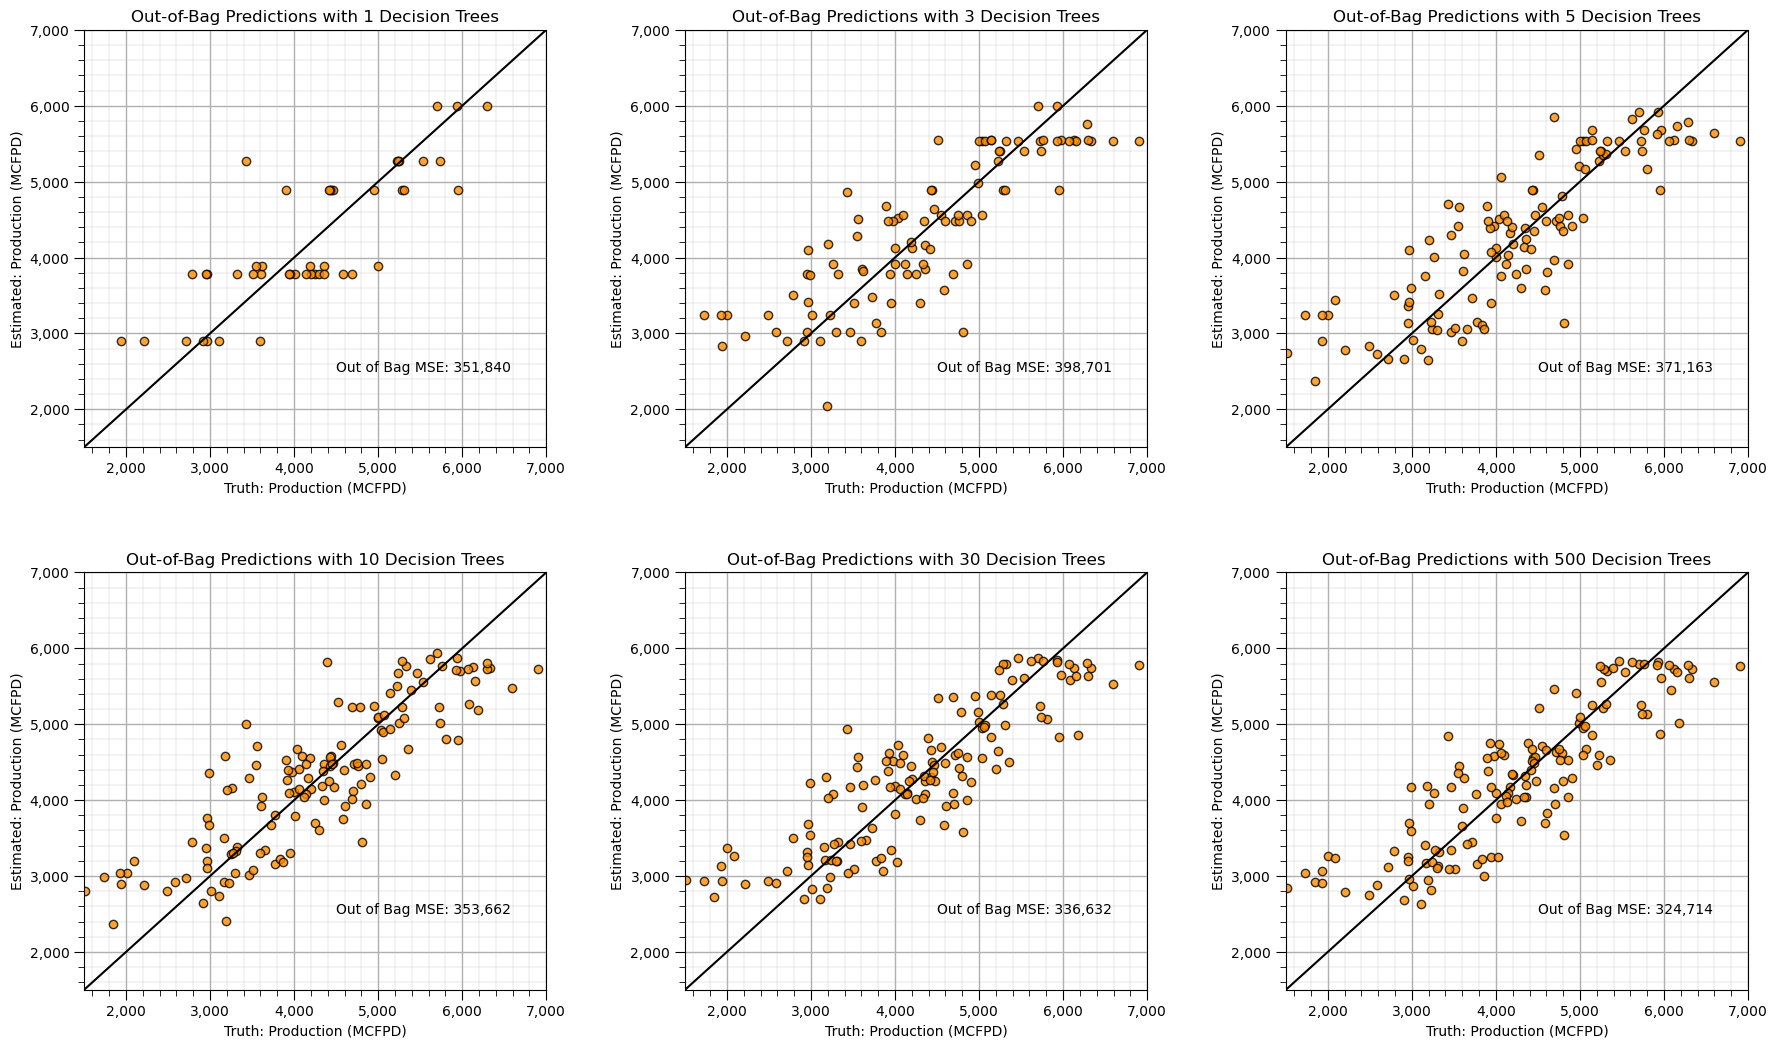 Out-of-Bag Predictions with 1 Decision Trees
7,000
6,000
5,000
4,000
3,000
2,000
Estimated: Production (MCFPD)
Out of Bag MSE: 351,840
2,000 3,000 4,000 5,000 6,000 7,000
Truth: Production (MCFPD)
Out-of-Bag Predictions with 3 Decision Trees
7,000
6,000
5,000
4,000
3,000
2,000
Estimated: Production (MCFPD)
Out of Bag MSE: 398,701
2,000 3,000 4,000 5,000 6,000 7,000
Truth: Production (MCFPD)
Out-of-Bag Predictions with 5 Decision Trees
7,000
6,000
5,000
4,000
3,000
2,000
Estimated: Production (MCFPD)
Out of Bag MSE: 371,163
2,000 3,000 4,000 5,000 6,000 7,000
Truth: Production (MCFPD)
Out-of-Bag Predictions with 10 Decision Trees
7,000
6,000
5,000
4,000
3,000
2,000
Estimated: Production (MCFPD)
Out of Bag MSE: 353,662
2,000 3,000 4,000 5,000 6,000 7,000
Truth: Production (MCFPD)
Out-of-Bag Predictions with 30 Decision Trees
7,000
6,000
5,000
4,000
3,000
2,000
Estimated: Production (MCFPD)
Out of Bag MSE: 336,632
2,000 3,000 4,000 5,000 6,000 7,000
Truth: Production (MCFPD)
Out-of-Bag Predictions with 500 Decision Trees
7,000
6,000
5,000
4,000
3,000
2,000
Estimated: Production (MCFPD)
Out of Bag MSE: 324,714
2,000 3,000 4,000 5,000 6,000 7,000
Truth: Production (MCFPD)